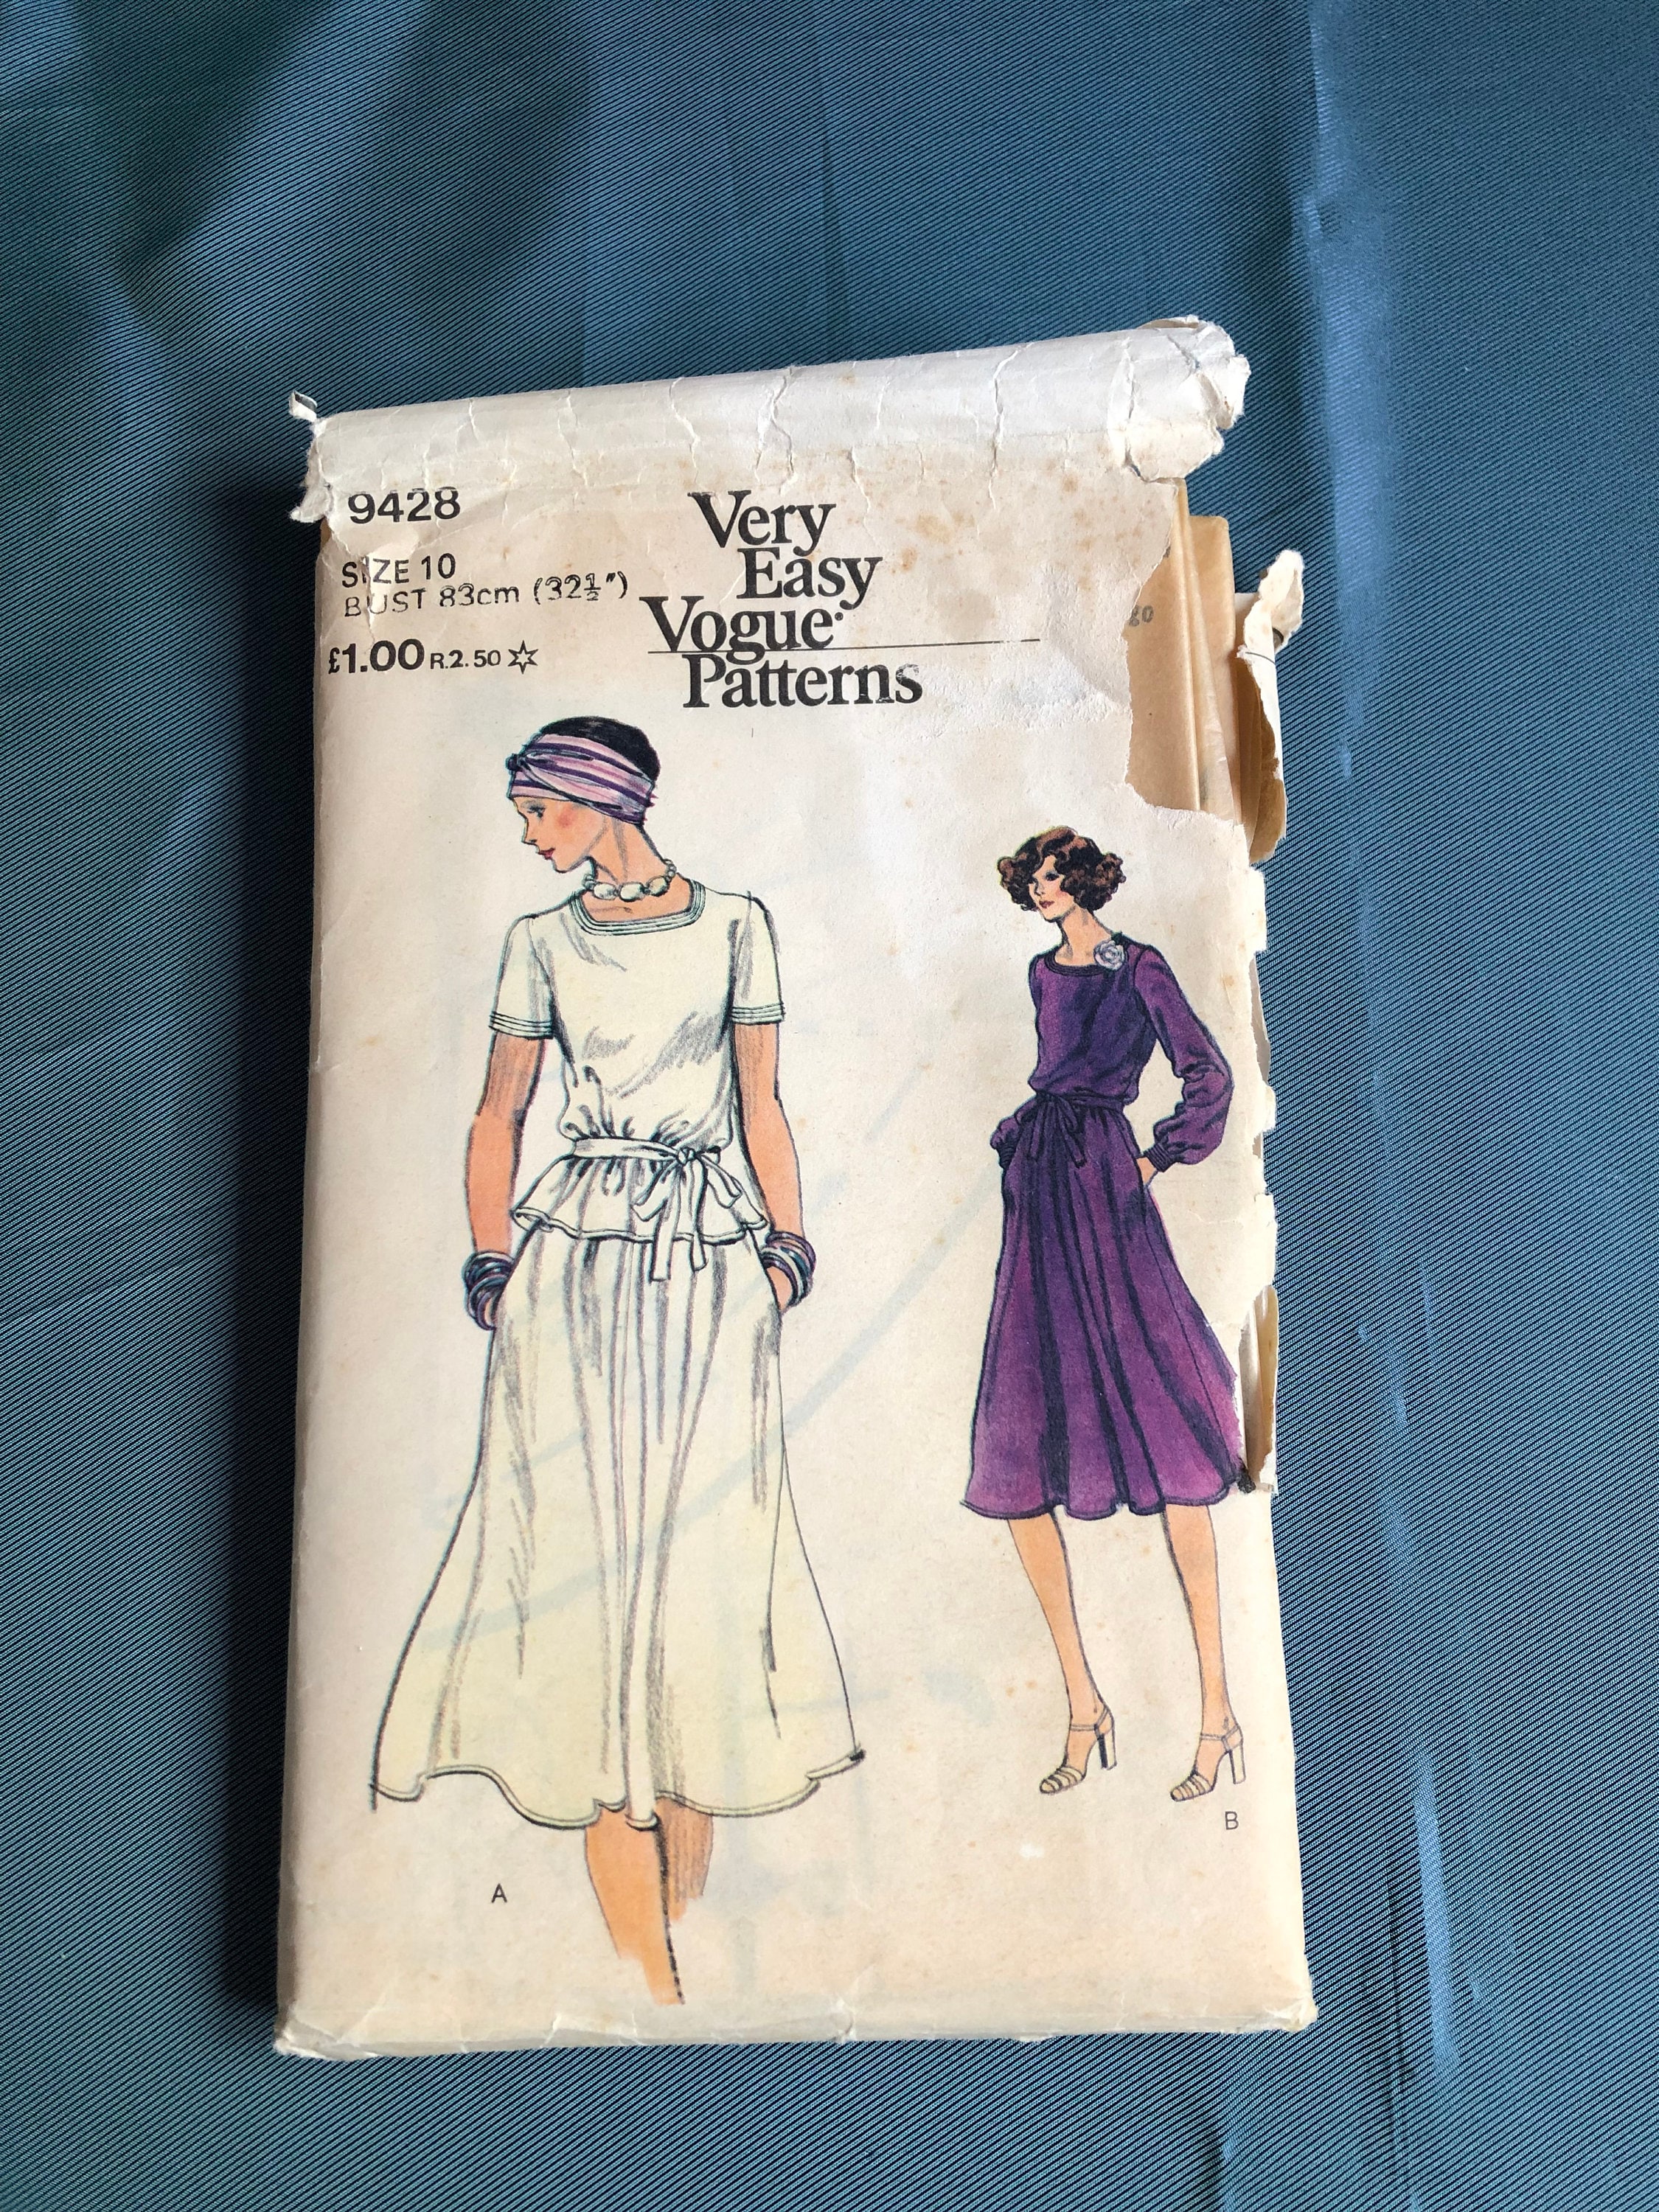 9428
SIZE 10
BUST 83cm (32½")
£1.00 R.2.50
Very
Easy
Vogue
Patterns
A
B